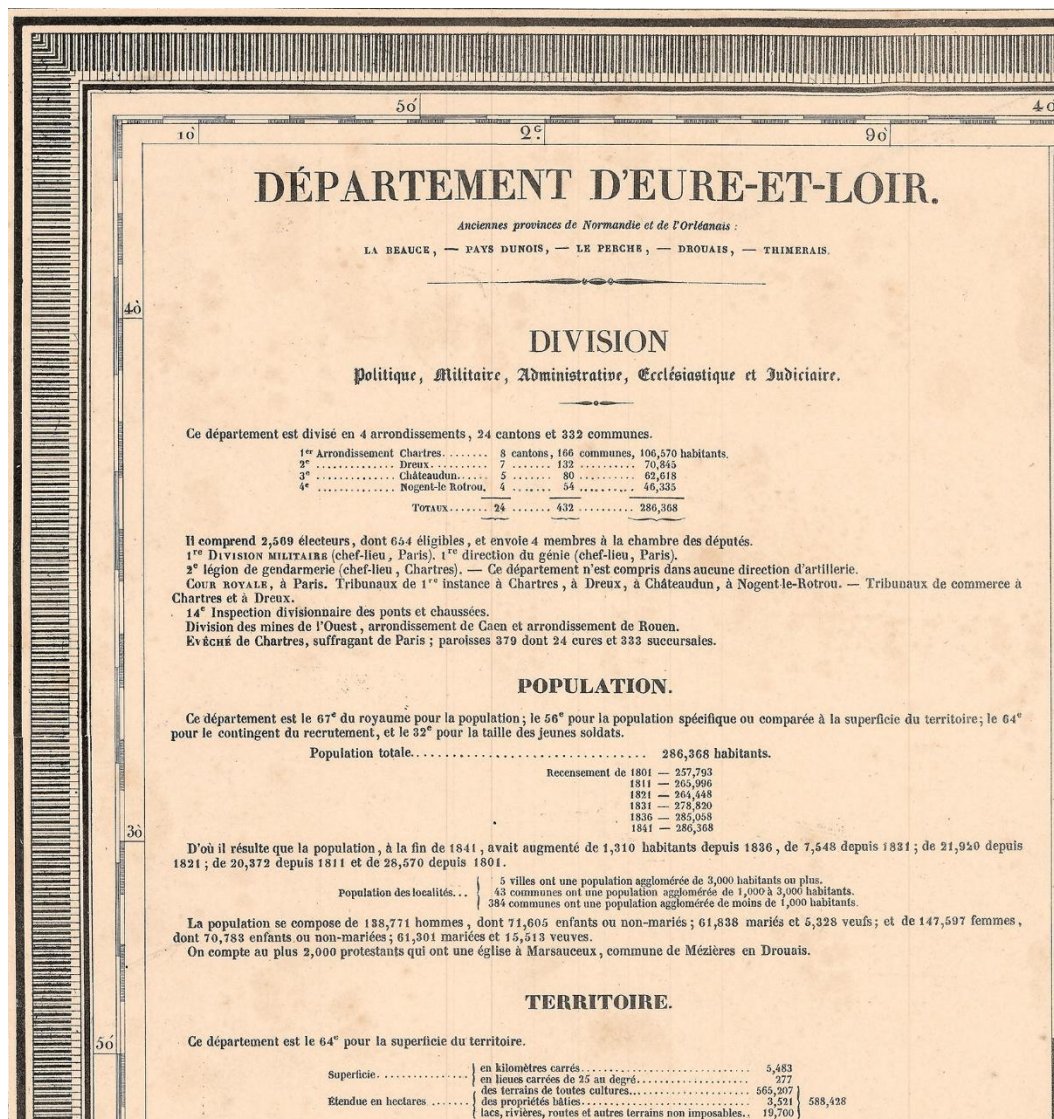 50 40
10 2e. 90
DÉPARTEMENT D'EURE-ET-LOIR.
Anciennes provinces de Normandie et de l'Orléanais :
LA BEAUCE, — PAYS DUNOIS, — LE PERCHE, — DROUAIS, — THIMERAIS.
40
DIVISION
Politique, Militaire, Administrative, Ecclésiastique et Judiciaire.
Ce département est divisé en 4 arrondissements, 24 cantons et 332 communes.
1er Arrondissement Chartres........ 8 cantons, 166 communes, 106,570 habitants.
2e .............. Dreux.......... 7 ....... 132 .......... 70,845
3e .............. Châteaudun..... 5 ....... 80 .......... 62,618
4e .............. Nogent-le Rotrou. 4 ....... 54 .......... 46,335
TOTAUX....... 24 ....... 432 .......... 286,368
Il comprend 2,569 électeurs, dont 654 éligibles, et envoie 4 membres à la chambre des députés.
1re DIVISION MILITAIRE (chef-lieu, Paris). 1re direction du génie (chef-lieu, Paris).
2e légion de gendarmerie (chef-lieu, Chartres). — Ce département n'est compris dans aucune direction d'artillerie.
COUR ROYALE, à Paris. Tribunaux de 1re instance à Chartres, à Dreux, à Châteaudun, à Nogent-le-Rotrou. — Tribunaux de commerce à
Chartres et à Dreux.
14e Inspection divisionnaire des ponts et chaussées.
Division des mines de l'Ouest, arrondissement de Caen et arrondissement de Rouen.
EVÊCHÉ de Chartres, suffragant de Paris; paroisses 379 dont 24 cures et 333 succursales.
POPULATION.
Ce département est le 67e du royaume pour la population; le 56e pour la population spécifique ou comparée à la superficie du territoire; le 64e
pour le contingent du recrutement, et le 32e pour la taille des jeunes soldats.
Population totale.................................. 286,368 habitants.
Recensement de 1801 — 257,793
1811 — 265,996
1821 — 264,448
1831 — 278,820
1836 — 285,058
1841 — 286,368
30
D'où il résulte que la population, à la fin de 1841, avait augmenté de 1,310 habitants depuis 1836, de 7,548 depuis 1831; de 21,920 depuis
1821; de 20,372 depuis 1811 et de 28,570 depuis 1801.
5 villes ont une population agglomérée de 3,000 habitants ou plus.
Population des localités... 43 communes ont une population agglomérée de 1,000 à 3,000 habitants.
384 communes ont une population agglomérée de moins de 1,000 habitants.
La population se compose de 138,771 hommes, dont 71,605 enfants ou non-mariés; 61,838 mariés et 5,328 veufs; et de 147,597 femmes,
dont 70,783 enfants ou non-mariées; 61,301 mariées et 15,513 veuves.
On compte au plus 2,000 protestants qui ont une église à Marsauceux, commune de Mézières en Drouais.
TERRITOIRE.
50
Ce département est le 64e pour la superficie du territoire.
Superficie.............. en kilomètres carrés.................. 5,483
en lieues carrées de 25 au degré.............. 277
des terrains de toutes cultures... 565,207
Étendue en hectares ....... des propriétés bâties................. 3,521 588,428
lacs, rivières, routes et autres terrains non imposables.. 19,700